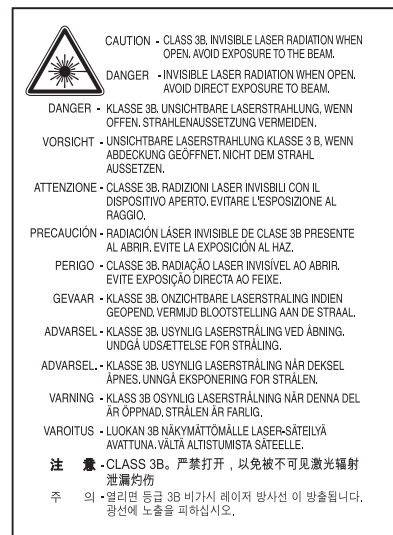 CAUTION - CLASS 3B. INVISIBLE LASER RADIATION WHEN
OPEN. AVOID EXPOSURE TO THE BEAM.
DANGER - INVISIBLE LASER RADIATION WHEN OPEN.
AVOID DIRECT EXPOSURE TO BEAM.
DANGER - KLASSE 3B. UNSICHTBARE LASERSTRAHLUNG, WENN
OFFEN. STRAHLENAUSSETZUNG VERMEIDEN.
VORSICHT - UNSICHTBARE LASERSTRAHLUNG KLASSE 3 B, WENN
ABDECKUNG GEÖFFNET. NICHT DEM STRAHL
AUSSETZEN.
ATTENZIONE - CLASSE 3B. RADIZIONI LASER INVISBILI CON IL
DISPOSITIVO APERTO. EVITARE L'ESPOSIZIONE AL
RAGGIO.
PRECAUCIÓN - RADIACIÓN LÁSER INVISIBLE DE CLASE 3B PRESENTE
AL ABRIR. EVITE LA EXPOSICIÓN AL HAZ.
PERIGO - CLASSE 3B. RADIAÇÃO LASER INVISÍVEL AO ABRIR.
EVITE EXPOSIÇÃO DIRECTA AO FEIXE.
GEVAAR - KLASSE 3B. ONZICHTBARE LASERSTRALING INDIEN
GEOPEND. VERMIJD BLOOTSTELLING AAN DE STRAAL.
ADVARSEL - KLASSE 3B. USYNLIG LASERSTRÅLING VED ÅBNING.
UNDGÅ UDSÆTTELSE FOR STRÅLING.
ADVARSEL. - KLASSE 3B. USYNLIG LASERSTRÅLING NÅR DEKSEL
ÅPNES. UNNGÅ EKSPONERING FOR STRÅLEN.
VARNING - KLASS 3B OSYNLIG LASERSTRÅLNING NÄR DENNA DEL
ÄR ÖPPNAD. STRÅLEN ÄR FARLIG.
VAROITUS - LUOKAN 3B NÄKYMÄTTÖMÄLLE LASER-SÄTEILYÄ
AVATTUNA. VÄLTÄ ALTISTUMISTA SÄTEELLE.
注 意 - CLASS 3B。严禁打开，以免被不可见激光辐射
泄漏灼伤
주 의 - 열리면 등급 3B 비가시 레이저 방사선 이 방출됩니다.
광선에 노출을 피하십시오.